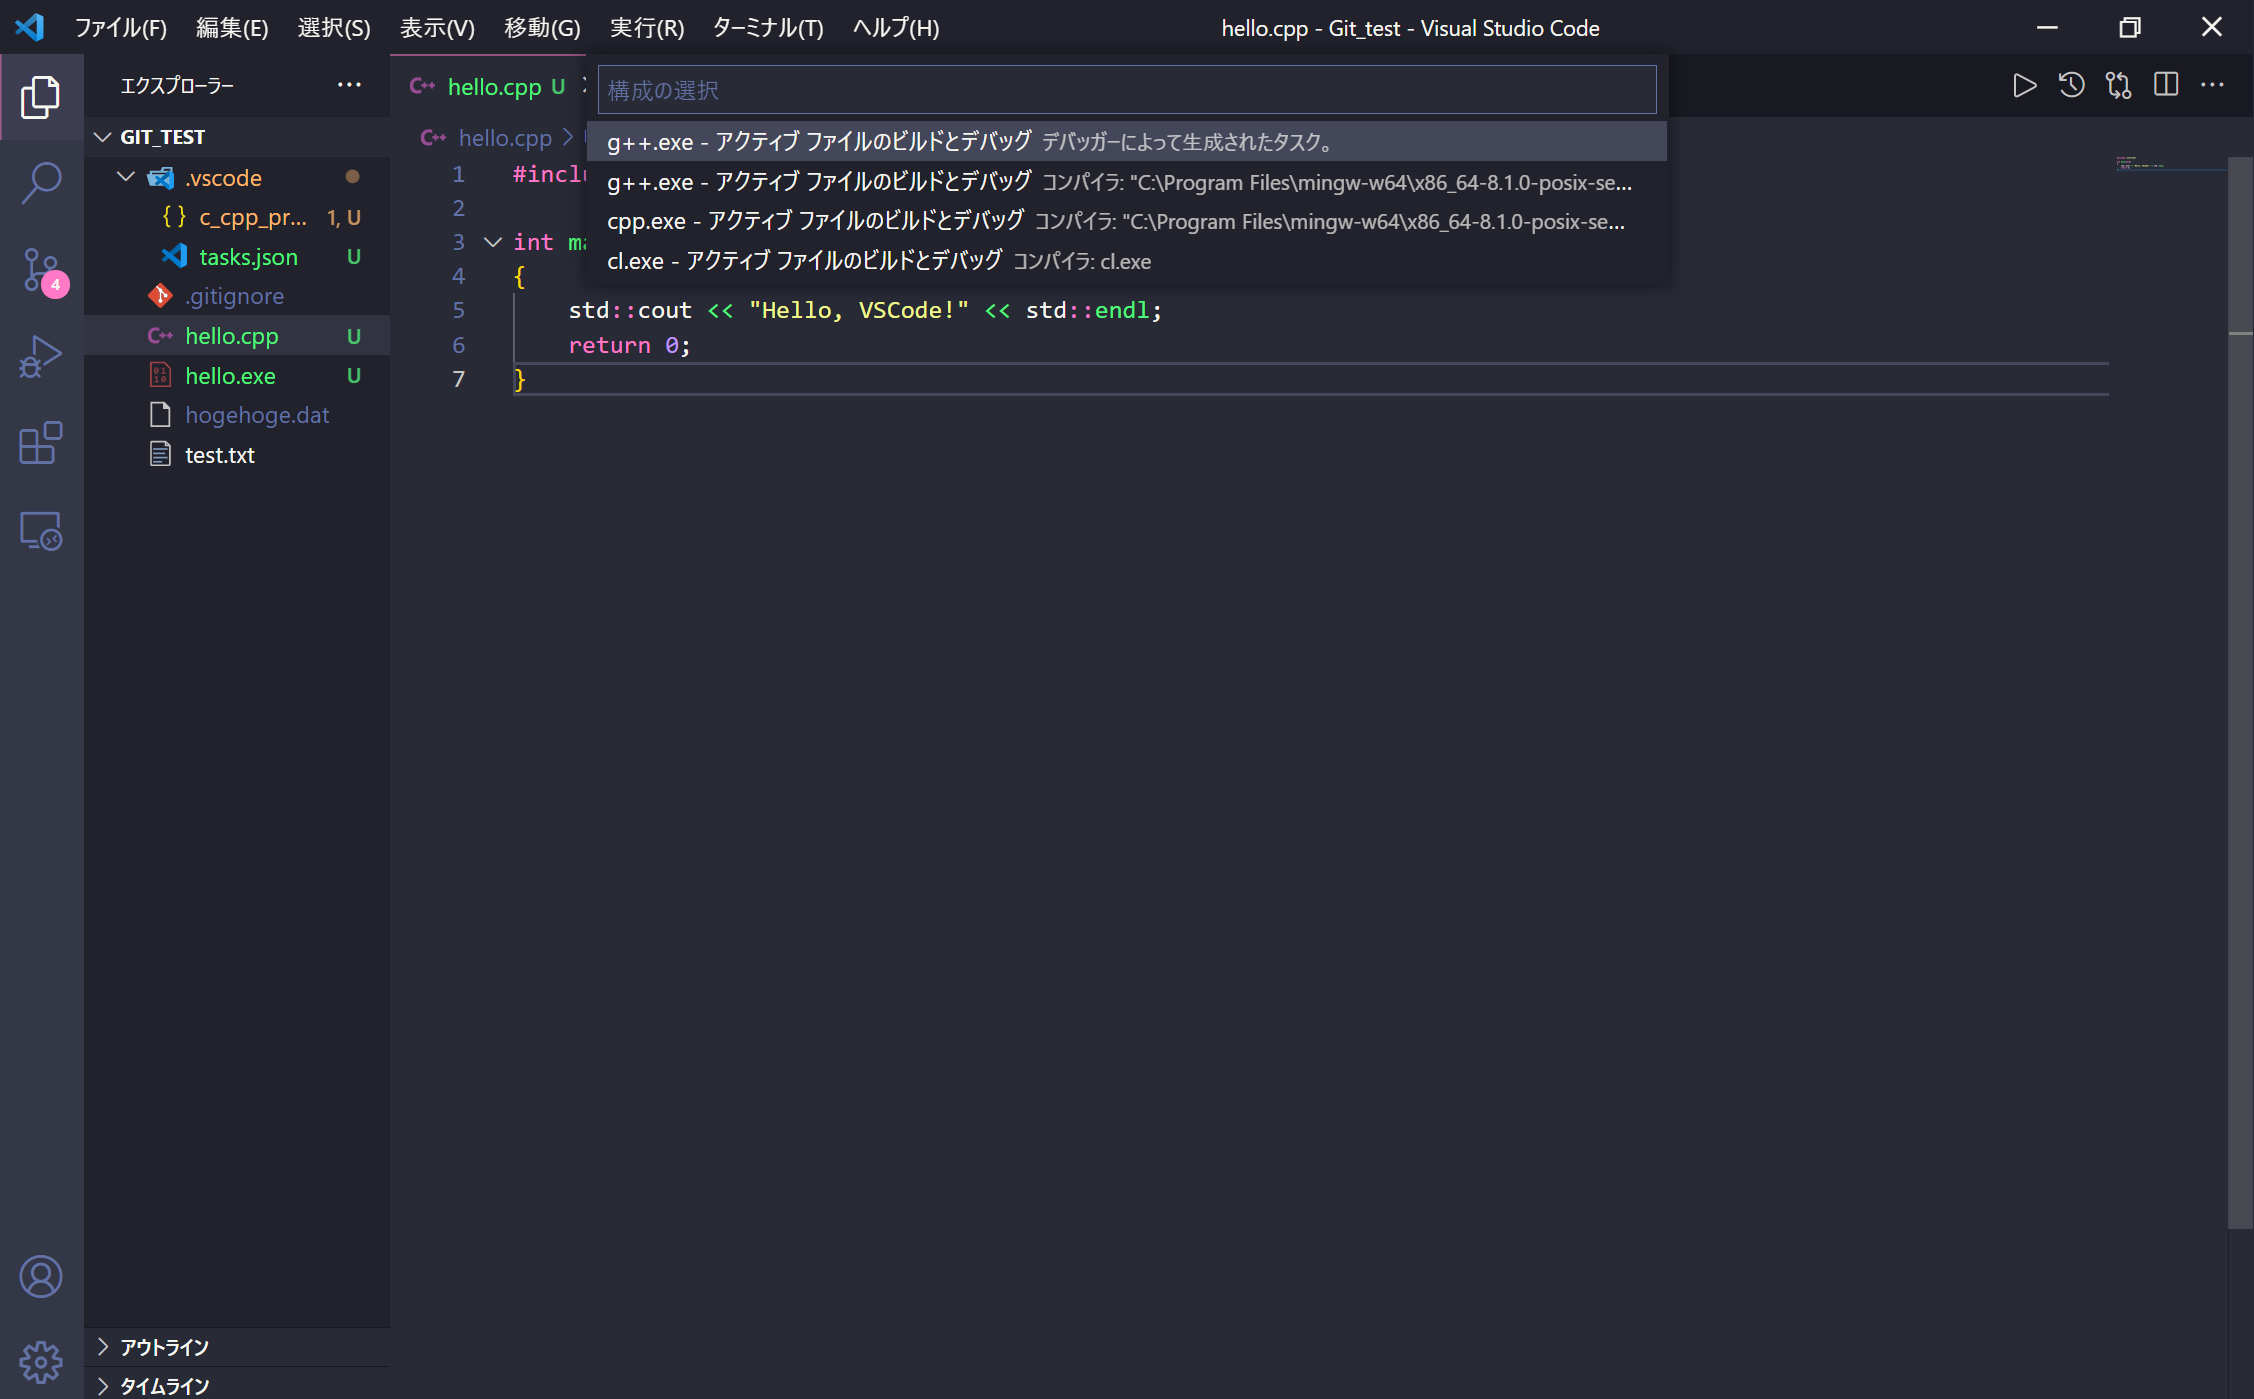 ファイル(F) 編集(E) 選択(S) 表示(V) 移動(G) 実行(R) ターミナル(T) ヘルプ(H) hello.cpp - Git_test - Visual Studio Code
エクスプローラー
GIT_TEST
.vscode
{} c_cpp_pr... 1, U
tasks.json U
.gitignore
C++ hello.cpp U
hello.exe U
hogehoge.dat
test.txt
4
アウトライン
タイムライン
C++ hello.cpp U
C++ hello.cpp
構成の選択
g++.exe - アクティブ ファイルのビルドとデバッグ デバッガーによって生成されたタスク。
g++.exe - アクティブ ファイルのビルドとデバッグ コンパイラ: "C:\Program Files\mingw-w64\x86_64-8.1.0-posix-se...
cpp.exe - アクティブ ファイルのビルドとデバッグ コンパイラ: "C:\Program Files\mingw-w64\x86_64-8.1.0-posix-se...
cl.exe - アクティブ ファイルのビルドとデバッグ コンパイラ: cl.exe
1 #inclu
2
3 int ma
4 {
5 std::cout << "Hello, VSCode!" << std::endl;
6 return 0;
7 }